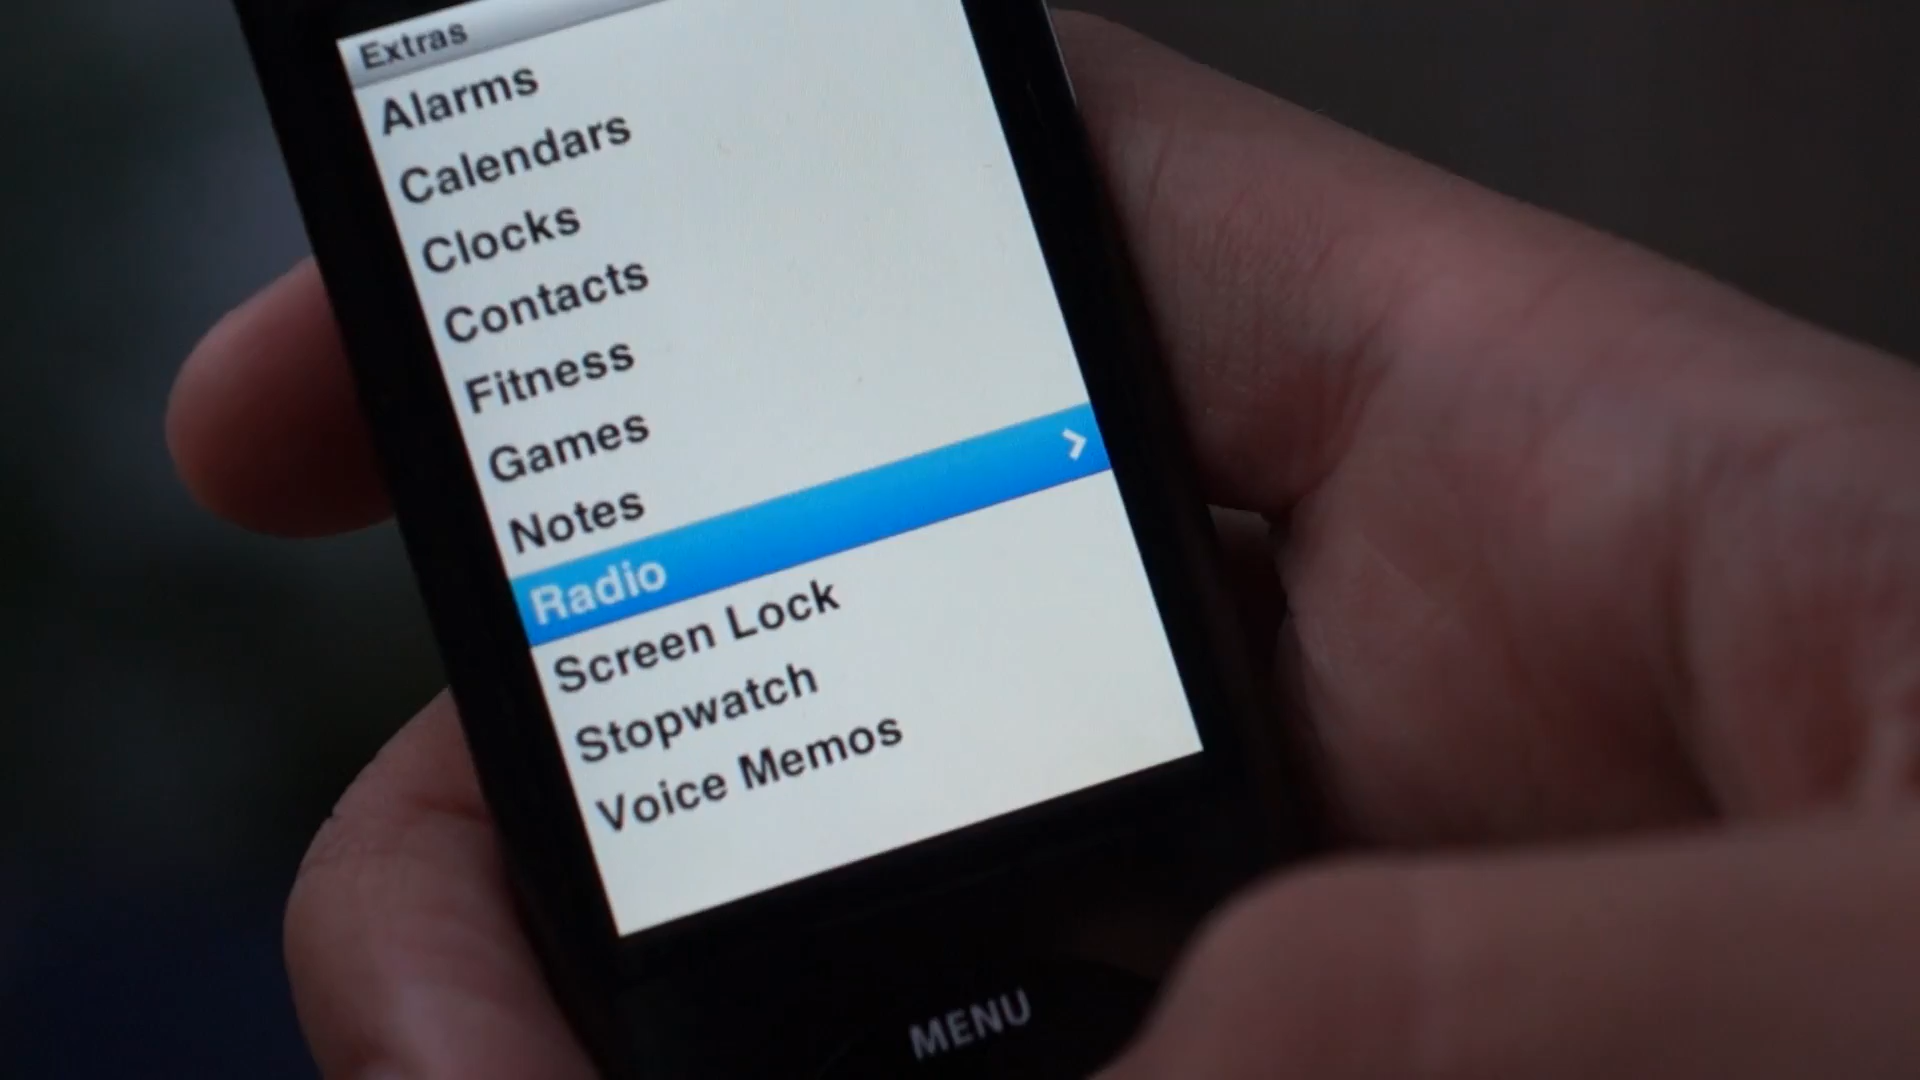 Extras
Alarms
Calendars
Clocks
Contacts
Fitness
Games
Notes
Radio
Screen Lock
Stopwatch
Voice Memos
MENU